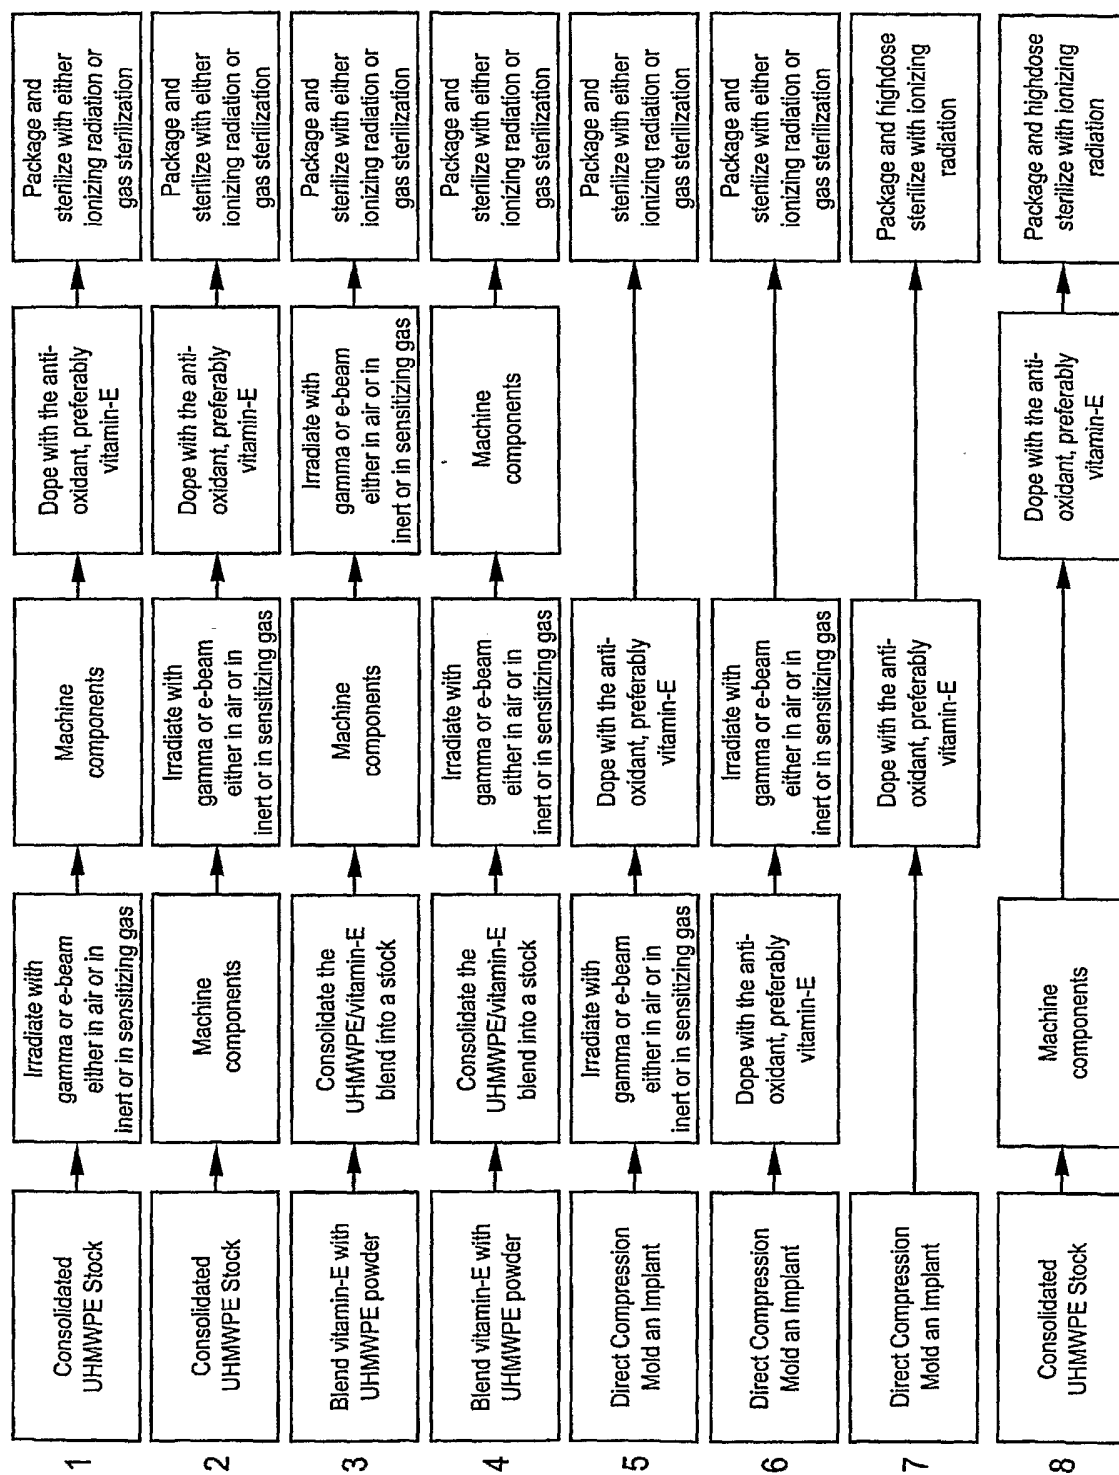 1
Consolidated
UHMWPE Stock
Irradiate with
gamma or e-beam
either in air or in
inert or in sensitizing gas
Machine
components
Dope with the anti-
oxidant, preferably
vitamin-E
Package and
sterilize with either
ionizing radiation or
gas sterilization
2
Consolidated
UHMWPE Stock
Machine
components
Irradiate with
gamma or e-beam
either in air or in
inert or in sensitizing gas
Dope with the anti-
oxidant, preferably
vitamin-E
Package and
sterilize with either
ionizing radiation or
gas sterilization
3
Blend vitamin-E with
UHMWPE powder
Consolidate the
UHMWPE/vitamin-E
blend into a stock
Machine
components
Irradiate with
gamma or e-beam
either in air or in
inert or in sensitizing gas
Package and
sterilize with either
ionizing radiation or
gas sterilization
4
Blend vitamin-E with
UHMWPE powder
Consolidate the
UHMWPE/vitamin-E
blend into a stock
Irradiate with
gamma or e-beam
either in air or in
inert or in sensitizing gas
Machine
components
Package and
sterilize with either
ionizing radiation or
gas sterilization
5
Direct Compression
Mold an Implant
Irradiate with
gamma or e-beam
either in air or in
inert or in sensitizing gas
Dope with the anti-
oxidant, preferably
vitamin-E
Package and
sterilize with either
ionizing radiation or
gas sterilization
6
Direct Compression
Mold an Implant
Dope with the anti-
oxidant, preferably
vitamin-E
Irradiate with
gamma or e-beam
either in air or in
inert or in sensitizing gas
Package and
sterilize with either
ionizing radiation or
gas sterilization
7
Direct Compression
Mold an Implant
Dope with the anti-
oxidant, preferably
vitamin-E
Package and highdose
sterilize with ionizing
radiation
8
Consolidated
UHMWPE Stock
Machine
components
Dope with the anti-
oxidant, preferably
vitamin-E
Package and highdose
sterilize with ionizing
radiation